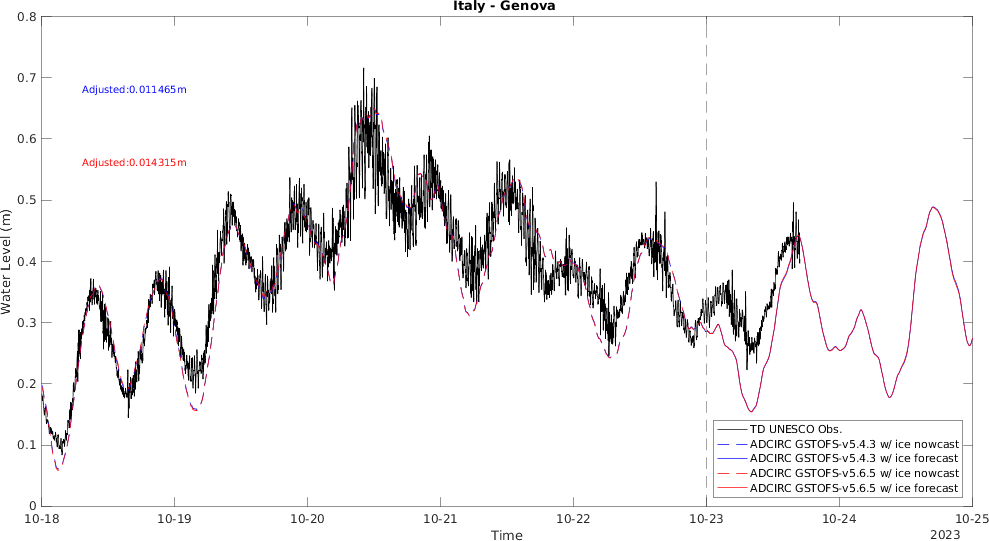 Italy - Genova
0.8
0.7
0.6
0.5
0.4
0.3
0.2
0.1
0
Water Level (m)
Adjusted:0.011465m
Adjusted:0.014315m
TD UNESCO Obs.
ADCIRC GSTOFS-v5.4.3 w/ ice nowcast
ADCIRC GSTOFS-v5.4.3 w/ ice forecast
ADCIRC GSTOFS-v5.6.5 w/ ice nowcast
ADCIRC GSTOFS-v5.6.5 w/ ice forecast
10-18 10-19 10-20 10-21 10-22 10-23 10-24 10-25
Time
2023